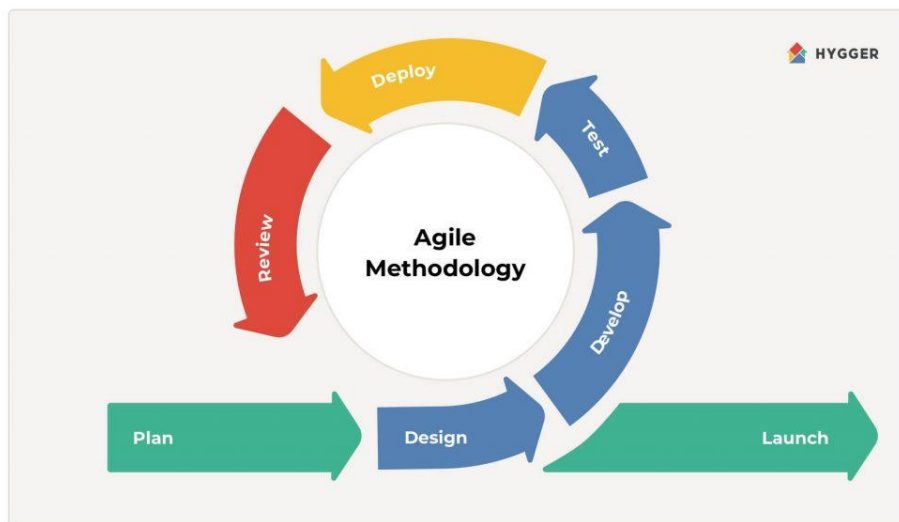 HYGGER
Deploy
Test
Review
Agile
Methodology
Develop
Plan
Design
Launch